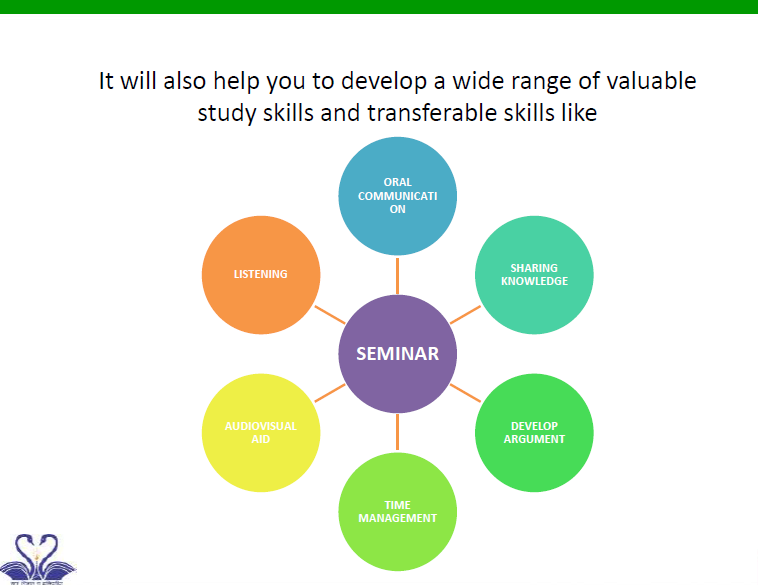 It will also help you to develop a wide range of valuable
study skills and transferable skills like
ORAL
COMMUNICATI
ON
SHARING
KNOWLEDGE
DEVELOP
ARGUMENT
TIME
MANAGEMENT
AUDIOVISUAL
AID
LISTENING
SEMINAR